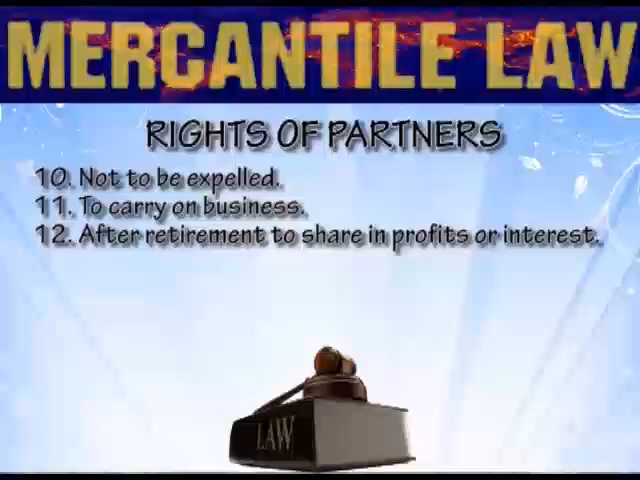 MERCANTILE LAW
RIGHTS OF PARTNERS
10. Not to be expelled.
11. To carry on business.
12. After retirement to share in profits or interest.
LAW